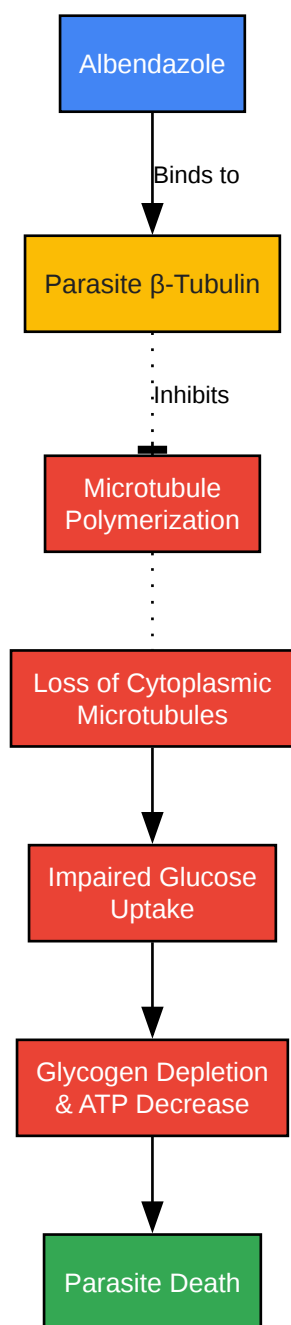 Albendazole
Binds to
Parasite β-Tubulin
Inhibits
Microtubule
Polymerization
Loss of Cytoplasmic
Microtubules
Impaired Glucose
Uptake
Glycogen Depletion
& ATP Decrease
Parasite Death